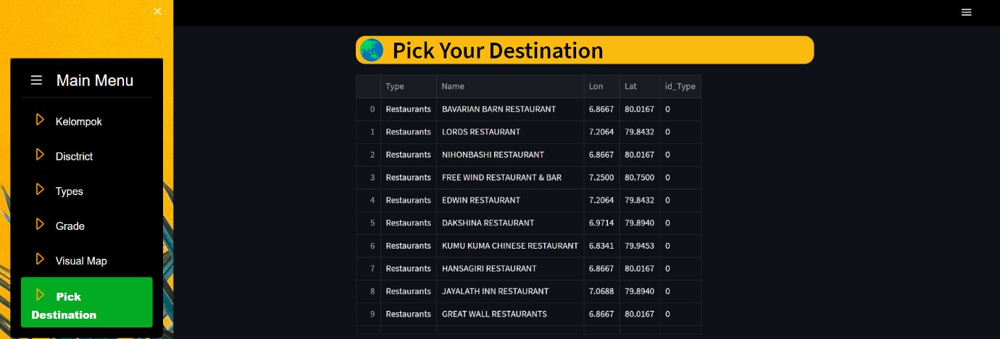 Main Menu
Kelompok
Disctrict
Types
Grade
Visual Map
Pick
Destination
Pick Your Destination
Type Name Lon Lat id_Type
0 Restaurants BAVARIAN BARN RESTAURANT 6.8667 80.0167 0
1 Restaurants LORDS RESTAURANT 7.2064 79.8432 0
2 Restaurants NIHONBASHI RESTAURANT 6.8667 80.0167 0
3 Restaurants FREE WIND RESTAURANT & BAR 7.2500 80.7500 0
4 Restaurants EDWIN RESTAURANT 7.2064 79.8432 0
5 Restaurants DAKSHINA RESTAURANT 6.9714 79.8940 0
6 Restaurants KUMU KUMA CHINESE RESTAURANT 6.8341 79.9453 0
7 Restaurants HANSAGIRI RESTAURANT 6.8667 80.0167 0
8 Restaurants JAYALATH INN RESTAURANT 7.0688 79.8940 0
9 Restaurants GREAT WALL RESTAURANTS 6.8667 80.0167 0